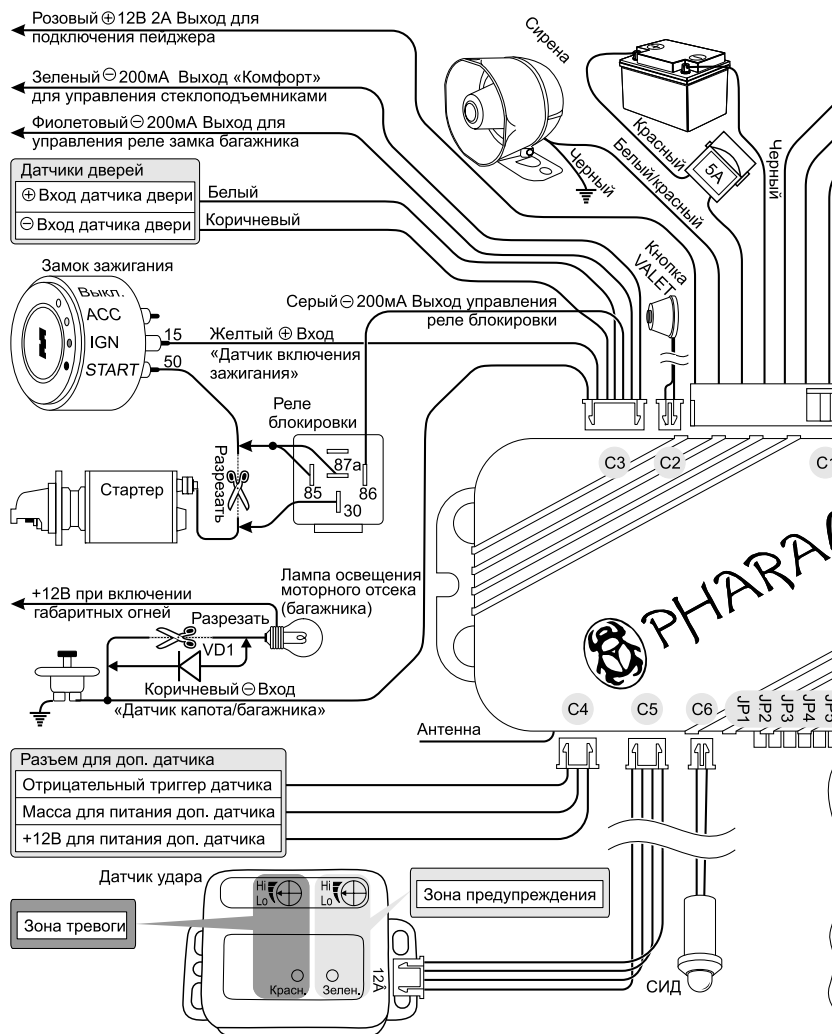 Розовый ⊕ 12В 2А Выход для
подключения пейджера
Зеленый ⊖ 200мА Выход «Комфорт»
для управления стеклоподъемниками
Фиолетовый ⊖ 200мА Выход для
управления реле замка багажника
Датчики дверей
⊕ Вход датчика двери
Белый
⊖ Вход датчика двери
Коричневый
Сирена
Черный
Красный
Белый/красный
5А
Черный
Кнопка
VALET
Замок зажигания
Выкл.
ACC
IGN
START
15
50
Желтый ⊕ Вход
«Датчик включения
зажигания»
Серый ⊖ 200мА Выход управления
реле блокировки
Реле
блокировки
87а
85
86
30
Разрезать
Стартер
C3
C2
C1
PHARA
+12В при включении
габаритных огней
Лампа освещения
моторного отсека
(багажника)
Разрезать
VD1
Коричневый ⊖ Вход
«Датчик капота/багажника»
Антенна
C4
C5
C6
JP1
JP2
JP3
JP4
JP5
Разъем для доп. датчика
Отрицательный триггер датчика
Масса для питания доп. датчика
+12В для питания доп. датчика
Датчик удара
Hi
Lo
Hi
Lo
Зона тревоги
Зона предупреждения
Красн.
Зелен.
12Â
СИД